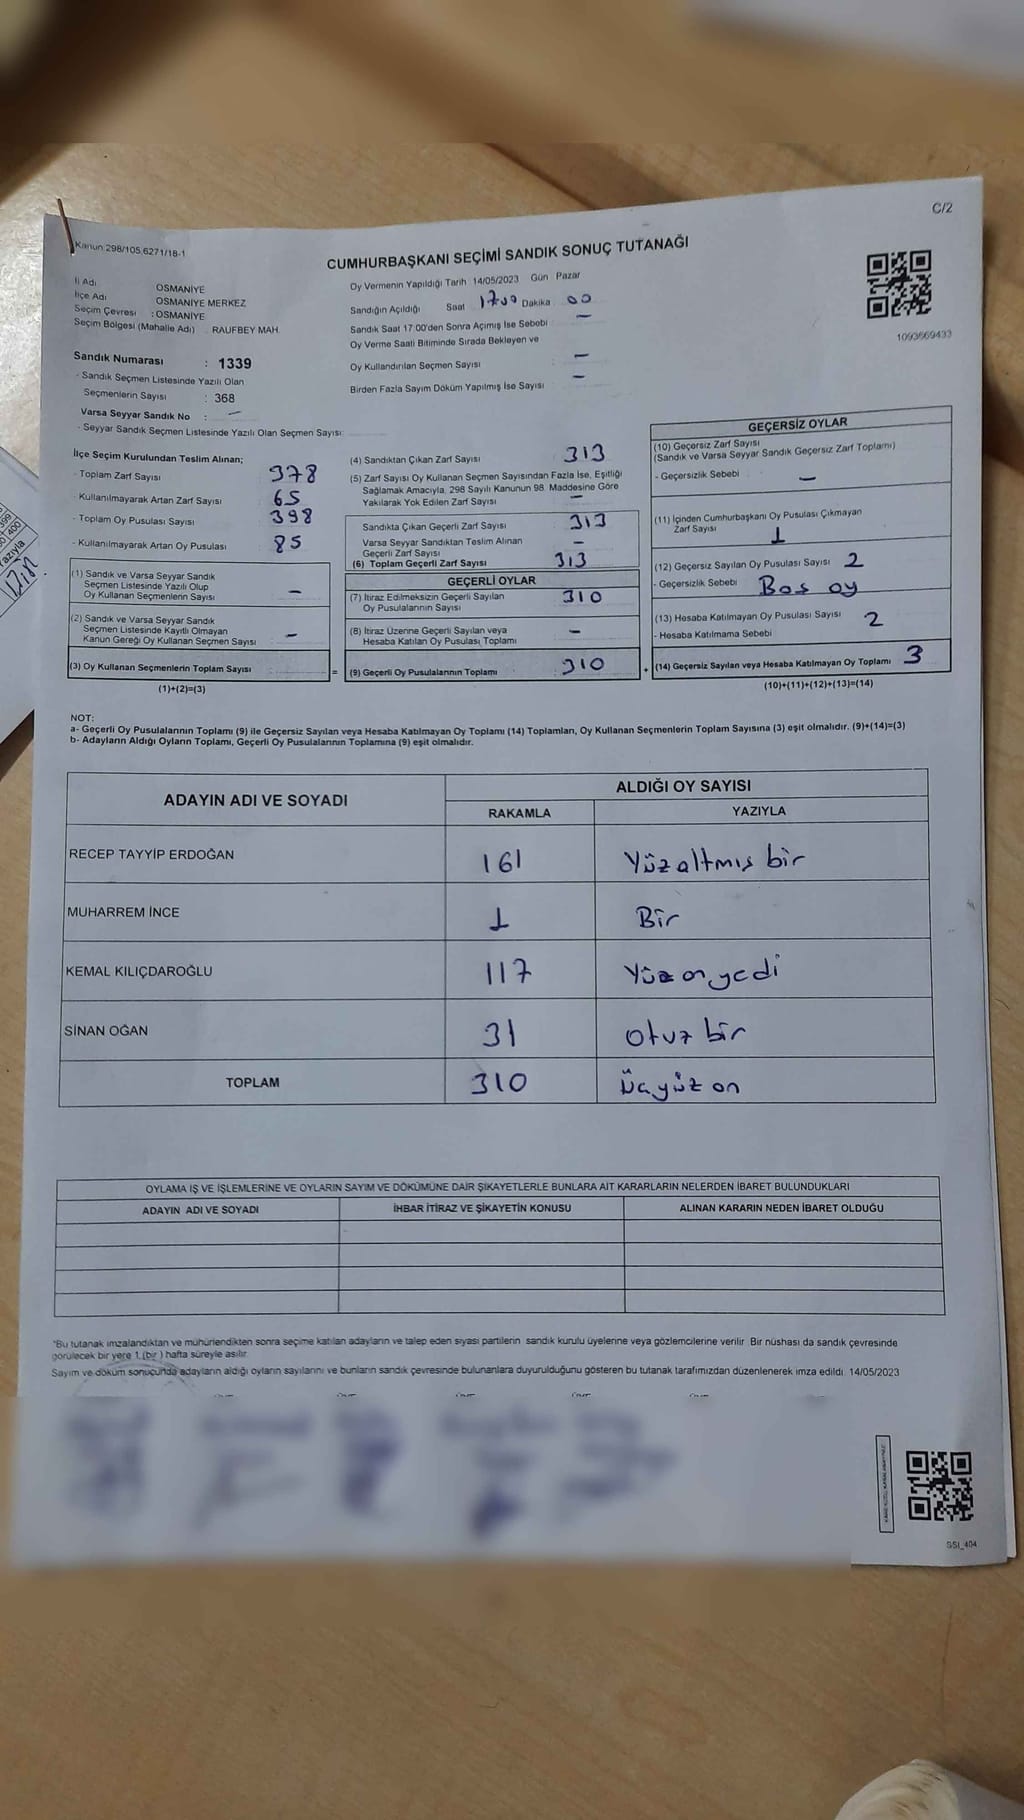 C/2
Kanun 298/105,6271/18-1
CUMHURBAŞKANI SEÇİMİ SANDIK SONUÇ TUTANAĞI
İl Adı OSMANİYE
İlçe Adı OSMANİYE MERKEZ
Seçim Çevresi : OSMANİYE
Seçim Bölgesi (Mahalle Adı) RAUFBEY MAH.
Oy Vermenin Yapıldığı Tarih 14/05/2023 Gün Pazar
Sandığın Açıldığı Saat 1700 Dakika 00
Sandık Saat 17:00'den Sonra Açımış İse Sebebi –
Oy Verme Saati Bitiminde Sırada Bekleyen ve
Oy Kullandırılan Seçmen Sayısı –
Birden Fazla Sayım Döküm Yapılmış İse Sayısı –
1093669433
Sandık Numarası : 1339
- Sandık Seçmen Listesinde Yazılı Olan
Seçmenlerin Sayısı : 368
Varsa Seyyar Sandık No : –
- Seyyar Sandık Seçmen Listesinde Yazılı Olan Seçmen Sayısı:
İlçe Seçim Kurulundan Teslim Alınan;
- Toplam Zarf Sayısı 378
- Kullanılmayarak Artan Zarf Sayısı 65
- Toplam Oy Pusulası Sayısı 398
- Kullanılmayarak Artan Oy Pusulası 85
(1) Sandık ve Varsa Seyyar Sandık
Seçmen Listesinde Yazılı Olup
Oy Kullanan Seçmenlerin Sayısı –
(2) Sandık ve Varsa Seyyar Sandık
Seçmen Listesinde Kayıtlı Olmayan
Kanun Gereği Oy Kullanan Seçmen Sayısı –
(3) Oy Kullanan Seçmenlerin Toplam Sayısı =
(1)+(2)=(3)
(4) Sandıktan Çıkan Zarf Sayısı 313
(5) Zarf Sayısı Oy Kullanan Seçmen Sayısından Fazla İse, Eşitliği
Sağlamak Amacıyla, 298 Sayılı Kanunun 98. Maddesine Göre
Yakılarak Yok Edilen Zarf Sayısı –
Sandıkta Çıkan Geçerli Zarf Sayısı 313
Varsa Seyyar Sandıktan Teslim Alınan
Geçerli Zarf Sayısı –
(6) Toplam Geçerli Zarf Sayısı 313
GEÇERLİ OYLAR
(7) İtiraz Edilmeksizin Geçerli Sayılan
Oy Pusulalarının Sayısı 310
(8) İtiraz Üzerine Geçerli Sayılan veya
Hesaba Katılan Oy Pusulası Toplamı –
(9) Geçerli Oy Pusulalarının Toplamı 310 +
GEÇERSİZ OYLAR
(10) Geçersiz Zarf Sayısı
(Sandık ve Varsa Seyyar Sandık Geçersiz Zarf Toplamı)
- Geçersizlik Sebebi –
(11) İçinden Cumhurbaşkanı Oy Pusulası Çıkmayan
Zarf Sayısı 1
(12) Geçersiz Sayılan Oy Pusulası Sayısı 2
- Geçersizlik Sebebi Bos oy
(13) Hesaba Katılmayan Oy Pusulası Sayısı 2
- Hesaba Katılmama Sebebi
(14) Geçersiz Sayılan veya Hesaba Katılmayan Oy Toplamı 3
(10)+(11)+(12)+(13)=(14)
NOT:
a- Geçerli Oy Pusulalarının Toplamı (9) ile Geçersiz Sayılan veya Hesaba Katılmayan Oy Toplamı (14) Toplamları, Oy Kullanan Seçmenlerin Toplam Sayısına (3) eşit olmalıdır. (9)+(14)=(3)
b- Adayların Aldığı Oyların Toplamı, Geçerli Oy Pusulalarının Toplamına (9) eşit olmalıdır.
ADAYIN ADI VE SOYADI ALDIĞI OY SAYISI
RAKAMLA YAZIYLA
RECEP TAYYİP ERDOĞAN 161 Yüzaltmış bir
MUHARREM İNCE 1 Bir
KEMAL KILIÇDAROĞLU 117 Yüz onyedi
SİNAN OĞAN 31 Otuz bir
TOPLAM 310 Üçyüz on
OYLAMA İŞ VE İŞLEMLERİNE VE OYLARIN SAYIM VE DÖKÜMÜNE DAİR ŞİKAYETLERLE BUNLARA AİT KARARLARIN NELERDEN İBARET BULUNDUKLARI
ADAYIN ADI VE SOYADI İHBAR İTİRAZ VE ŞİKAYETİN KONUSU ALINAN KARARIN NEDEN İBARET OLDUĞU
*Bu tutanak imzalandıktan ve mühürlendikten sonra seçime katılan adayların ve talep eden siyasi partilerin sandık kurulu üyelerine veya gözlemcilerine verilir. Bir nüshası da sandık çevresinde
görülecek bir yere 1 (bir ) hafta süreyle asılır.
Sayım ve döküm sonucunda adayların aldığı oyların sayılarını ve bunların sandık çevresinde bulunanlara duyurulduğunu gösteren bu tutanak tarafımızdan düzenlenerek imza edildi. 14/05/2023
SSI_404